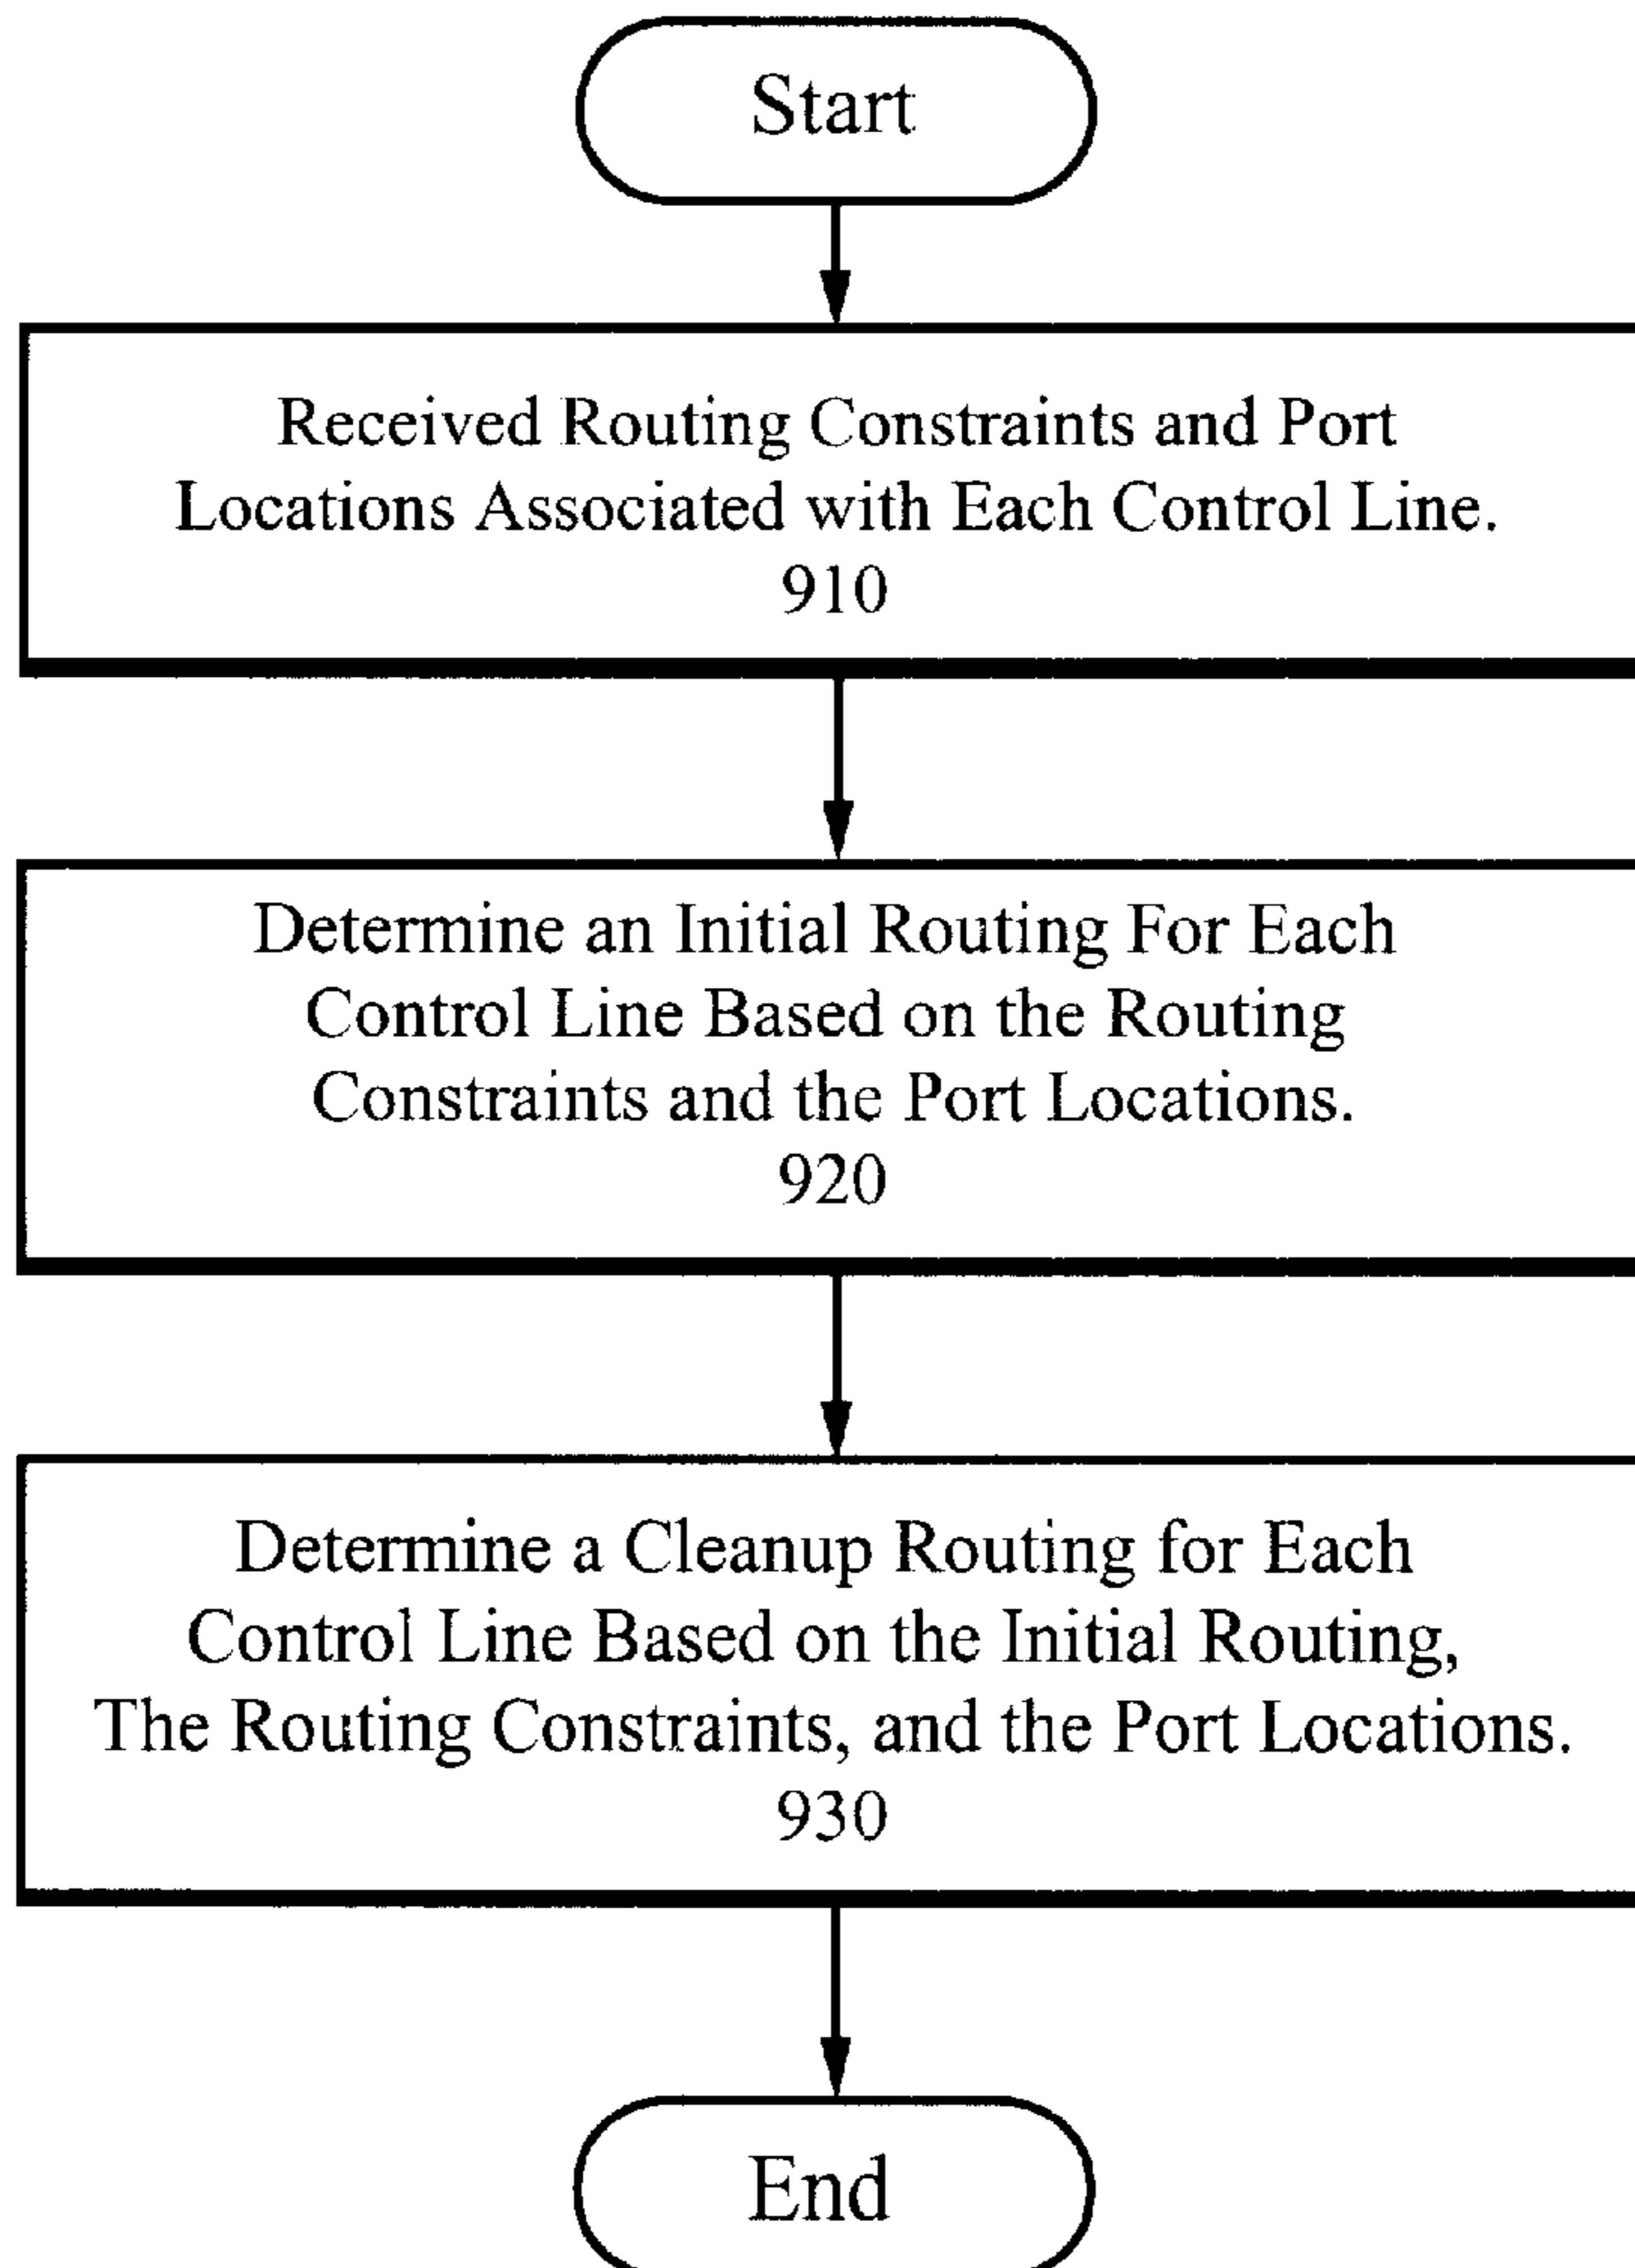 Start
Received Routing Constraints and Port
Locations Associated with Each Control Line.
910
Determine an Initial Routing For Each
Control Line Based on the Routing
Constraints and the Port Locations.
920
Determine a Cleanup Routing for Each
Control Line Based on the Initial Routing,
The Routing Constraints, and the Port Locations.
930
End